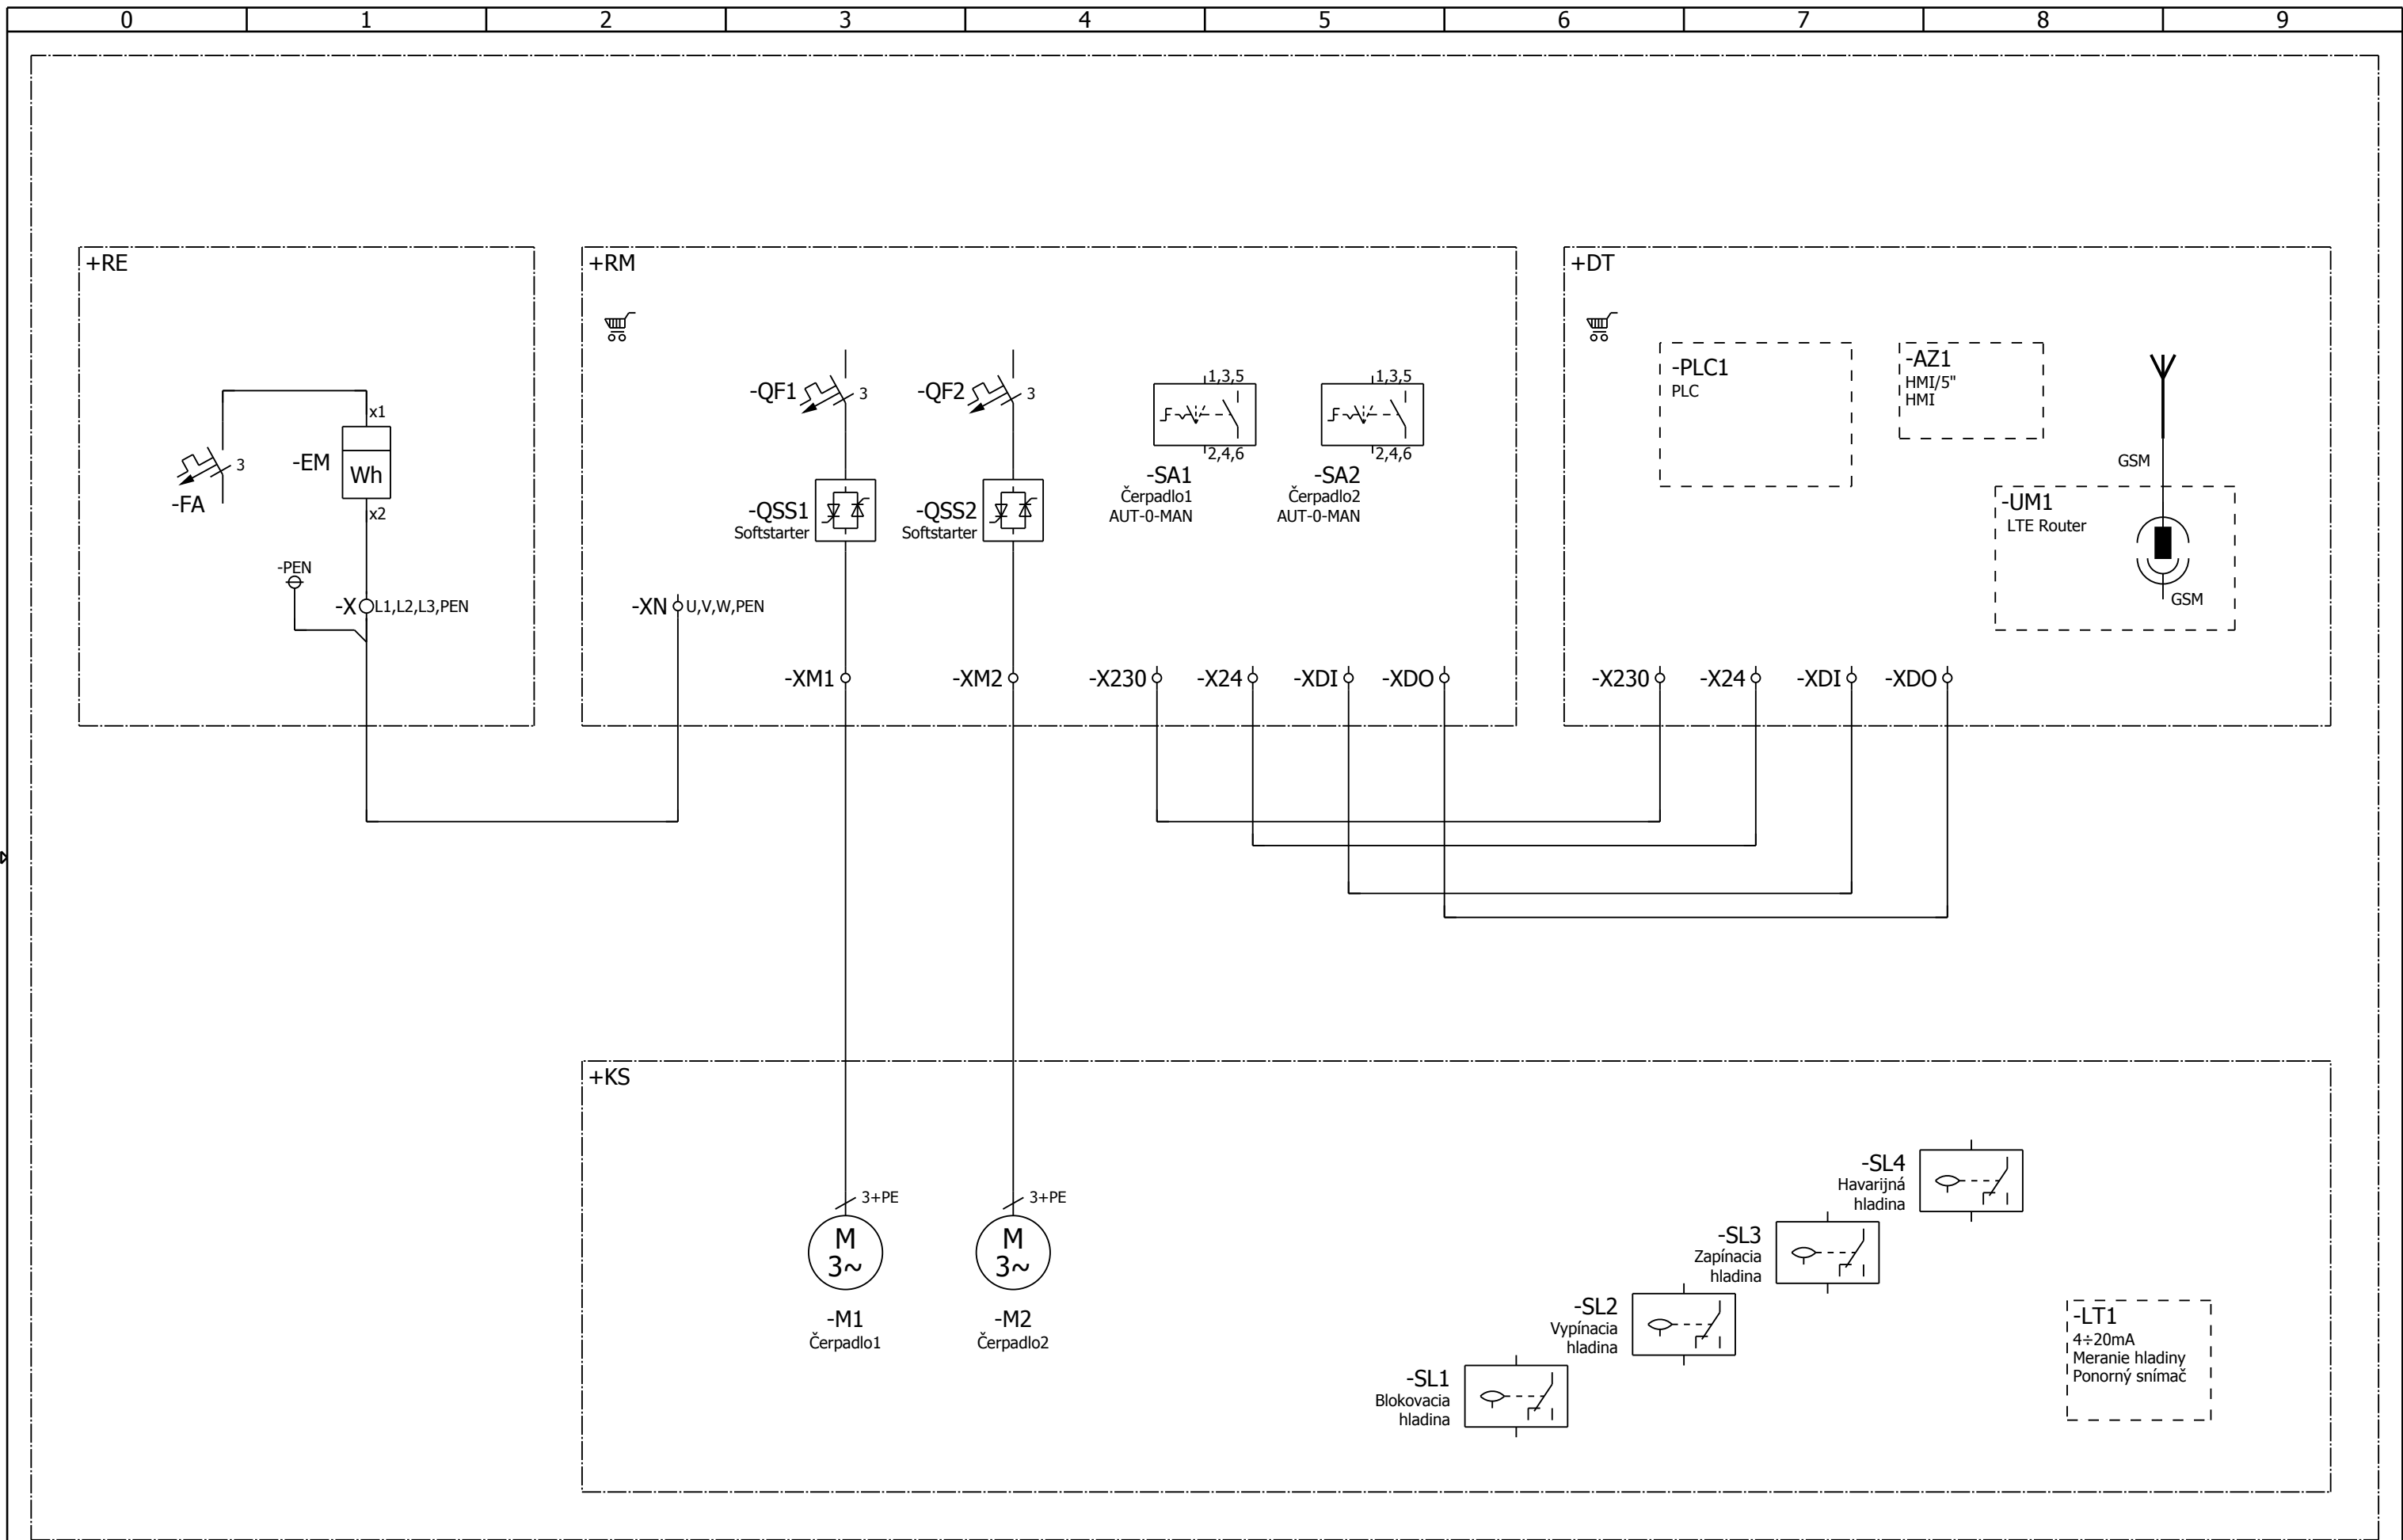 0 1 2 3 4 5 6 7 8 9
+RE
x1
3
-EM
Wh
-FA
x2
-PEN
-X
L1,L2,L3,PEN
+RM
-QF1
3
-QF2
3
1,3,5
1,3,5
2,4,6
2,4,6
-SA1
Čerpadlo1
AUT-0-MAN
-SA2
Čerpadlo2
AUT-0-MAN
-QSS1
Softstarter
-QSS2
Softstarter
-XN
U,V,W,PEN
-XM1
-XM2
-X230
-X24
-XDI
-XDO
+DT
-PLC1
PLC
-AZ1
HMI/5"
HMI
GSM
-UM1
LTE Router
GSM
-X230
-X24
-XDI
-XDO
+KS
3+PE
3+PE
M
3~
M
3~
-M1
Čerpadlo1
-M2
Čerpadlo2
-SL4
Havarijná
hladina
-SL3
Zapínacia
hladina
-SL2
Vypínacia
hladina
-SL1
Blokovacia
hladina
-LT1
4÷20mA
Meranie hladiny
Ponorný snímač